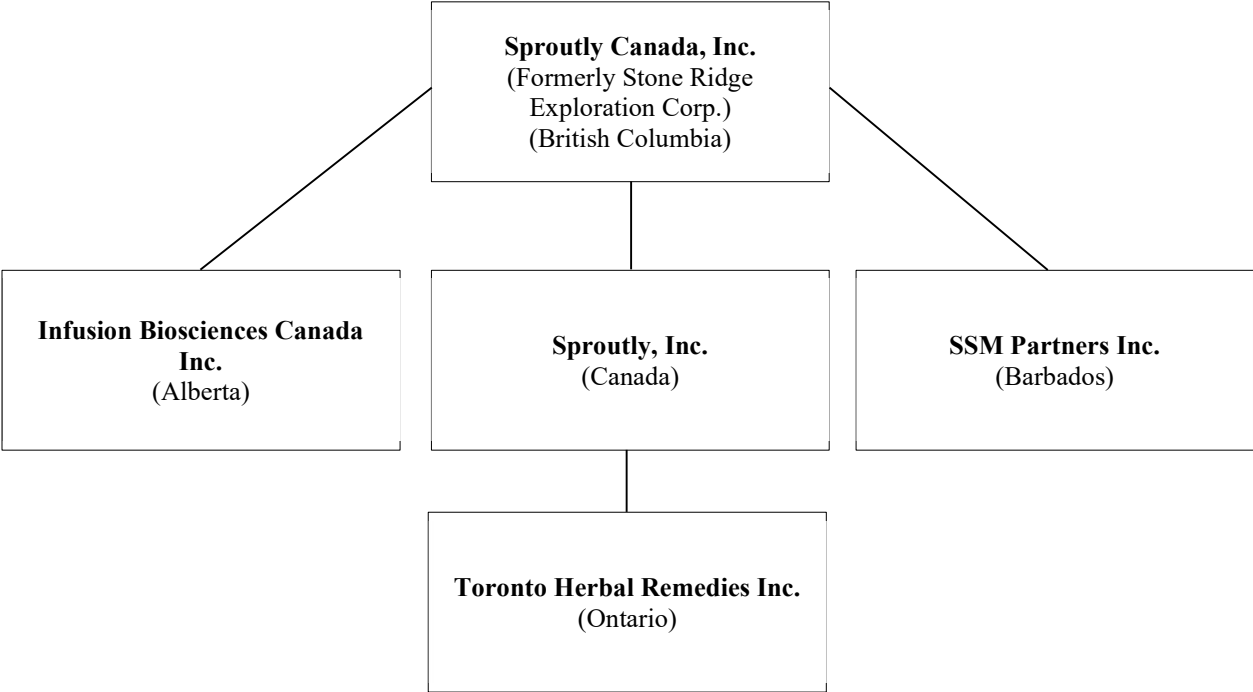 Sproutly Canada, Inc.
(Formerly Stone Ridge
Exploration Corp.)
(British Columbia)
Infusion Biosciences Canada
Inc.
(Alberta)
Sproutly, Inc.
(Canada)
SSM Partners Inc.
(Barbados)
Toronto Herbal Remedies Inc.
(Ontario)